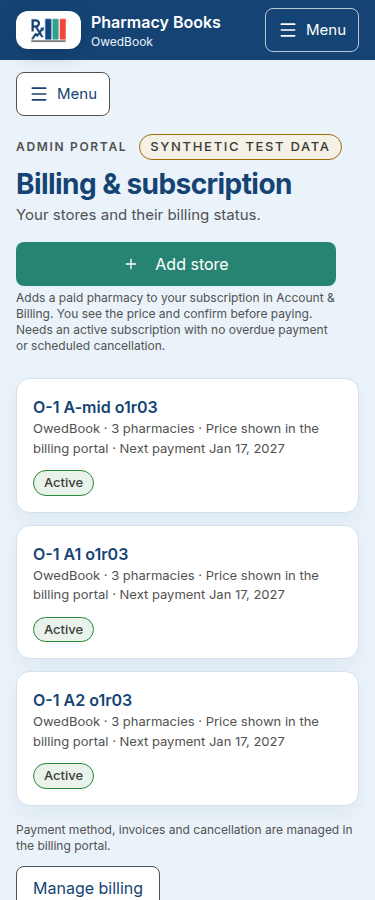 Rx
Pharmacy Books
OwedBook
Menu
Menu
ADMIN PORTAL
SYNTHETIC TEST DATA
Billing & subscription
Your stores and their billing status.
+ Add store
Adds a paid pharmacy to your subscription in Account &
Billing. You see the price and confirm before paying.
Needs an active subscription with no overdue payment
or scheduled cancellation.
O-1 A-mid o1r03
OwedBook · 3 pharmacies · Price shown in the
billing portal · Next payment Jan 17, 2027
Active
O-1 A1 o1r03
OwedBook · 3 pharmacies · Price shown in the
billing portal · Next payment Jan 17, 2027
Active
O-1 A2 o1r03
OwedBook · 3 pharmacies · Price shown in the
billing portal · Next payment Jan 17, 2027
Active
Payment method, invoices and cancellation are managed in
the billing portal.
Manage billing